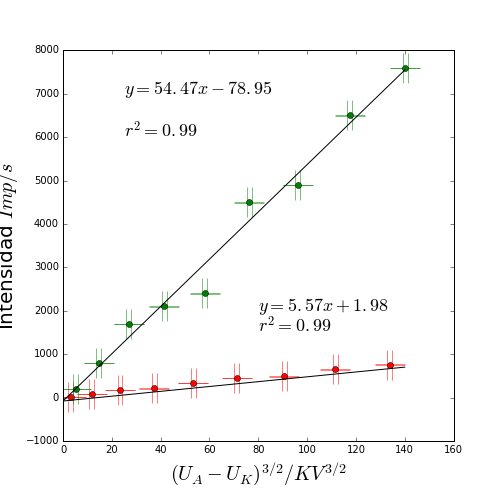 8000
7000
6000
5000
4000
3000
2000
1000
0
−1000
0 20 40 60 80 100 120 140 160
Intensidad Imp/s
y = 54.47x − 78.95
r² = 0.99
y = 5.57x + 1.98
r² = 0.99
(U_A − U_K)^{3/2}/KV^{3/2}